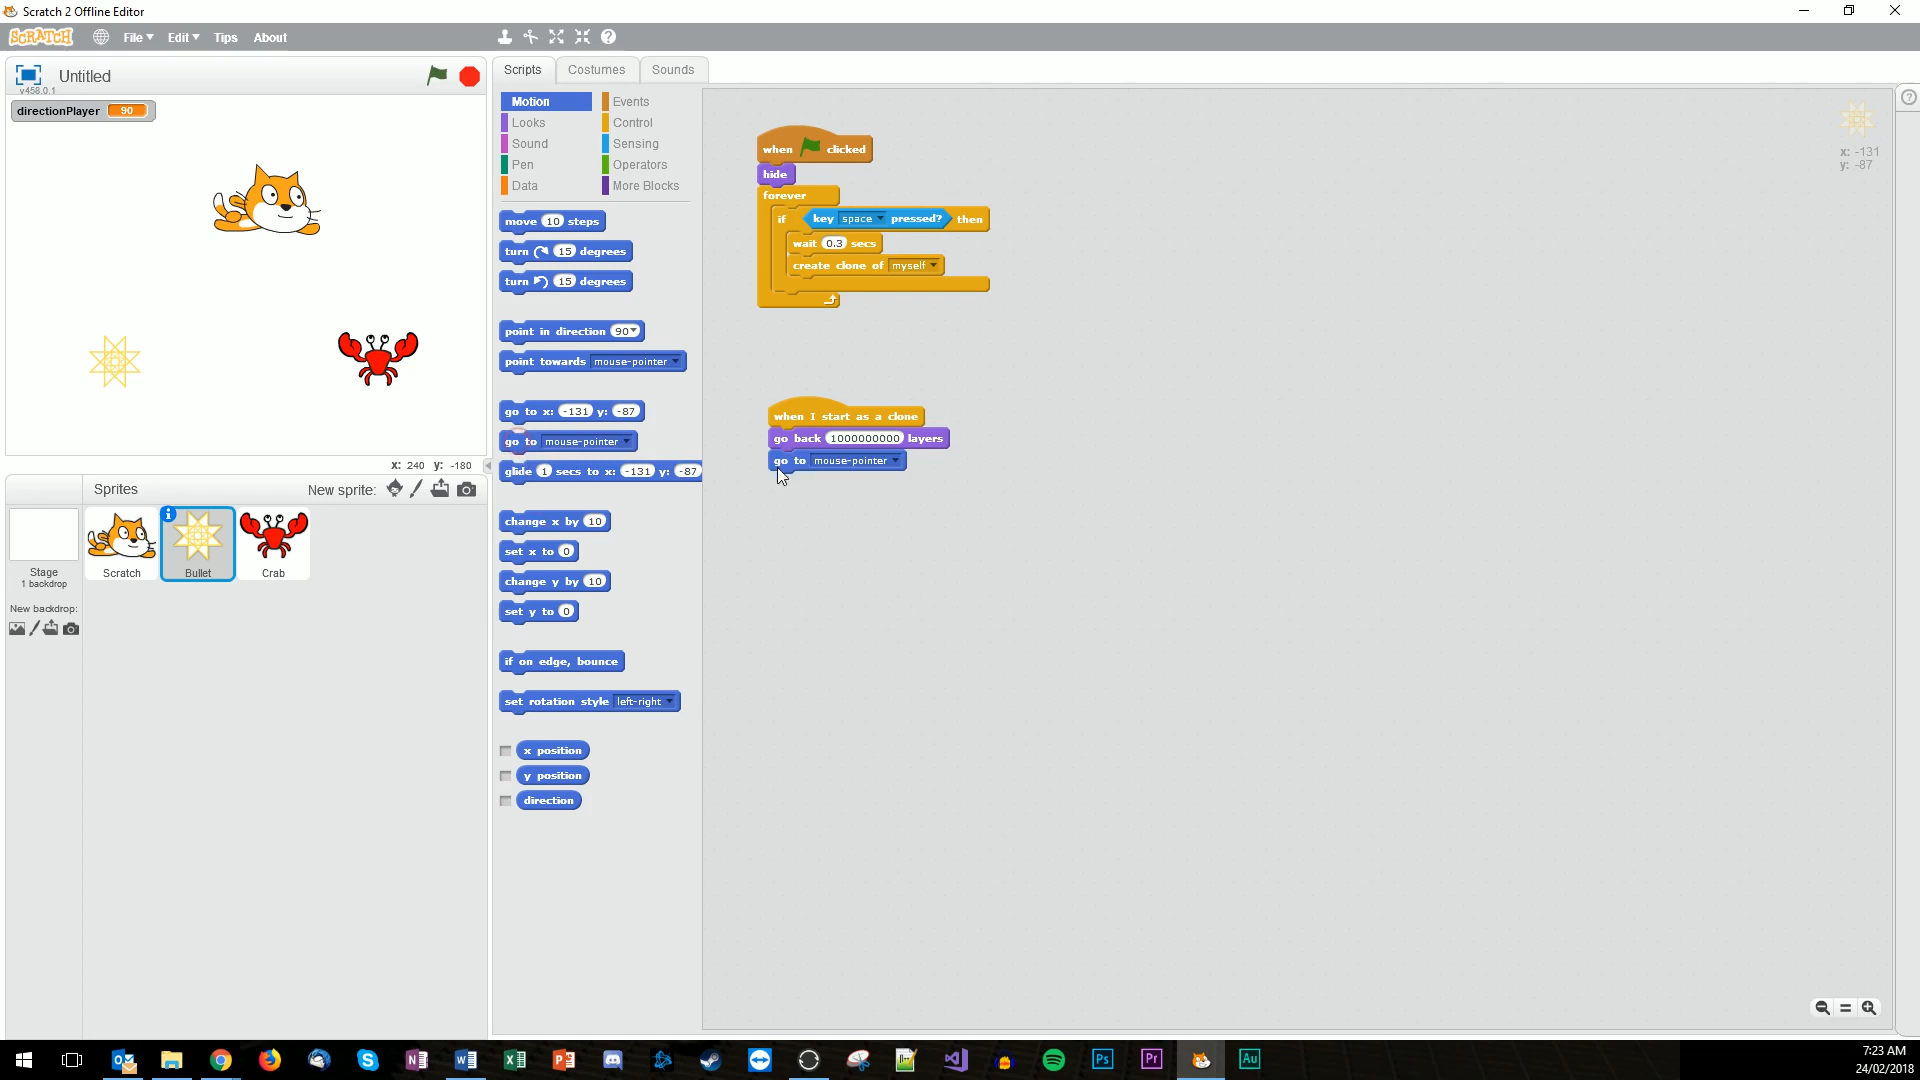 Scratch 2 Offline Editor
SCRATCH File Edit Tips About
Untitled
v458.0.1
directionPlayer 90
x: 240 y: -180
Sprites New sprite:
Scratch Bullet Crab
Stage
1 backdrop
New backdrop:
Scripts Costumes Sounds
Motion Events
Looks Control
Sound Sensing
Pen Operators
Data More Blocks
move 10 steps
turn 15 degrees
turn 15 degrees
point in direction 90
point towards mouse-pointer
go to x: -131 y: -87
go to mouse-pointer
glide 1 secs to x: -131 y: -87
change x by 10
set x to 0
change y by 10
set y to 0
if on edge, bounce
set rotation style left-right
x position
y position
direction
when clicked
hide
forever
if key space pressed? then
wait 0.3 secs
create clone of myself
when I start as a clone
go back 1000000000 layers
go to mouse-pointer
x: -131
y: -87
7:23 AM
24/02/2018